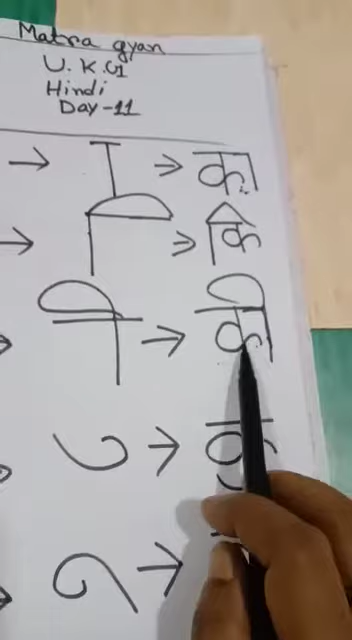 Matra gyan
U.K.G
Hindi
Day-11
→ ा ⇒ का
→ ि ⇒ कि
→ ी → की
→ ु → कु
→ ू →